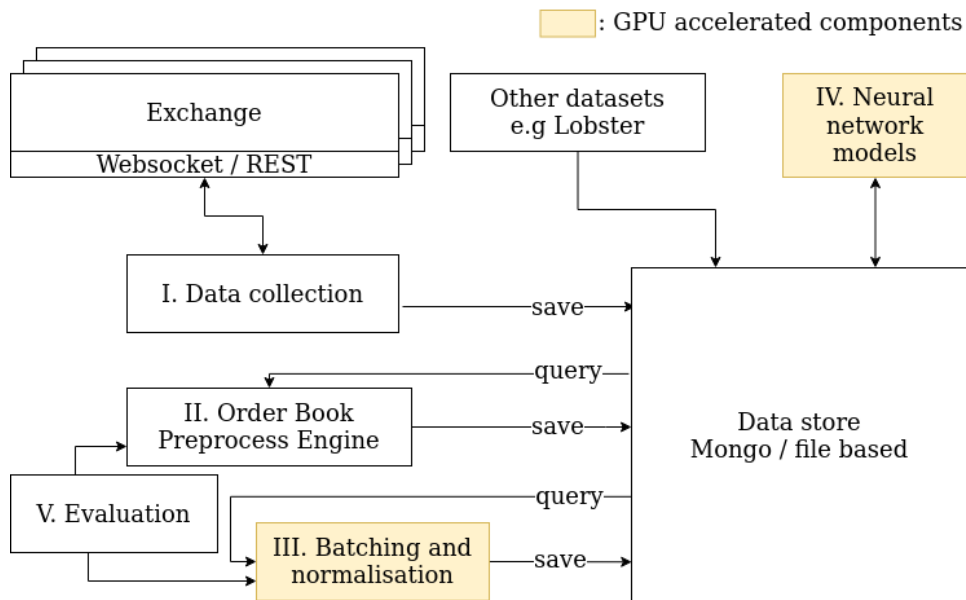 : GPU accelerated components
Exchange
Websocket / REST
Other datasets
e.g Lobster
IV. Neural
network
models
I. Data collection
save
query
II. Order Book
Preprocess Engine
save
Data store
Mongo / file based
V. Evaluation
query
III. Batching and
normalisation
save